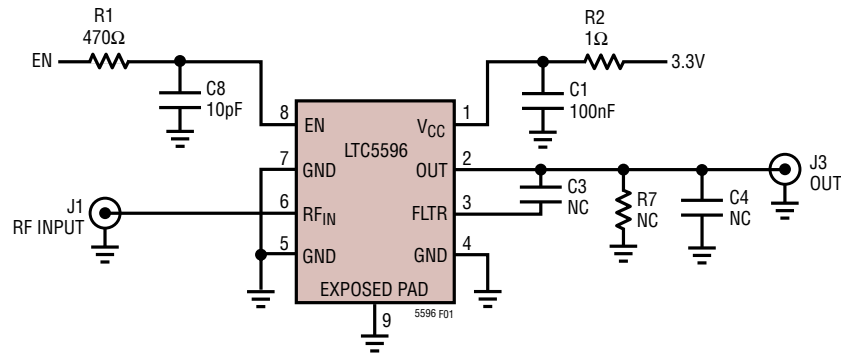 R1
470Ω
EN
C8
10pF
R2
1Ω
3.3V
C1
100nF
8
EN
1
VCC
LTC5596
7
GND
2
OUT
J3
OUT
J1
RF INPUT
6
RFIN
3
FLTR
C3
NC
R7
NC
C4
NC
5
GND
4
GND
EXPOSED PAD
9
5596 F01